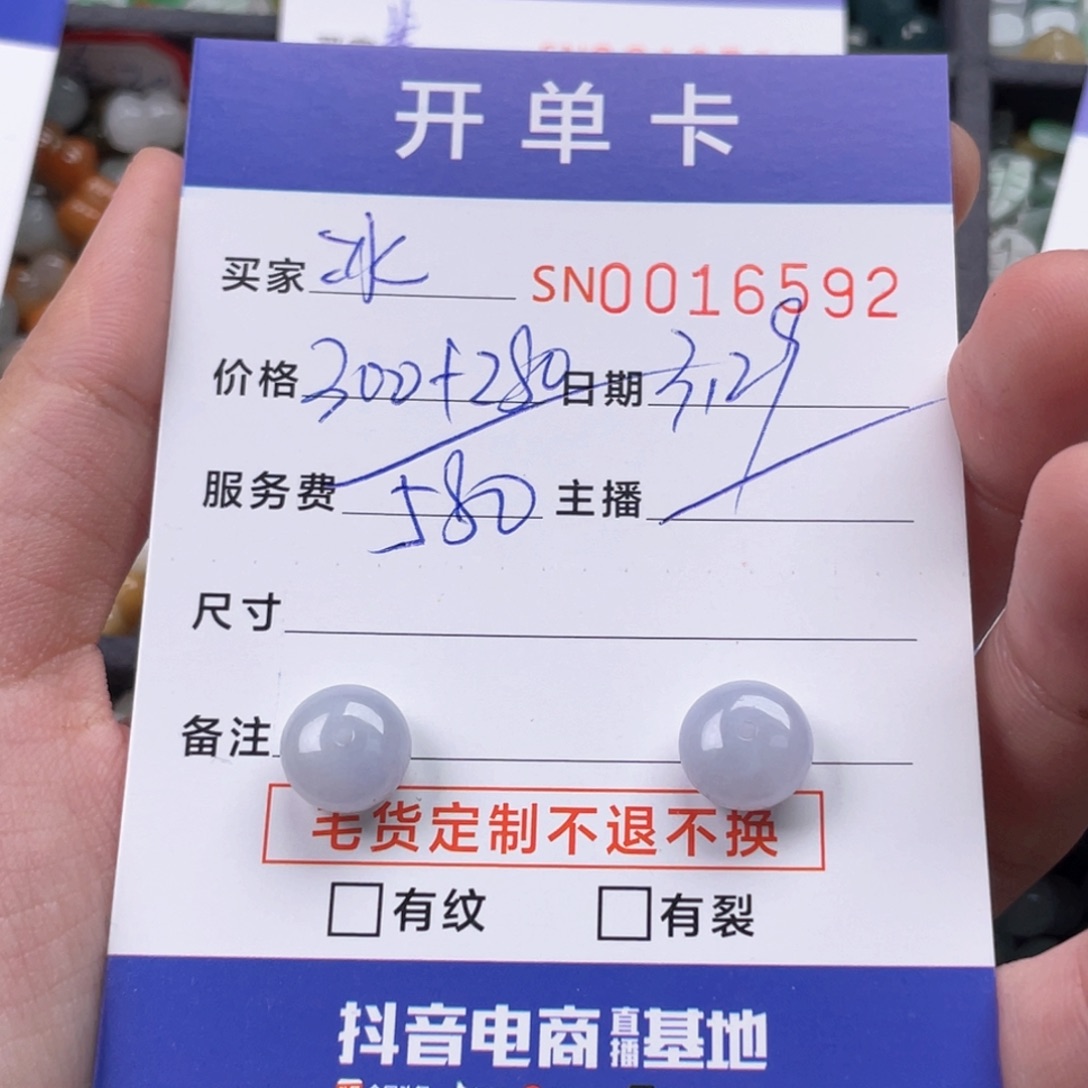 开单卡
买家 冰 SN0016592
价格 300+280 日期 3.29
服务费 580 主播
尺寸
备注
毛货定制不退不换
□有纹 □有裂
抖音电商直播基地